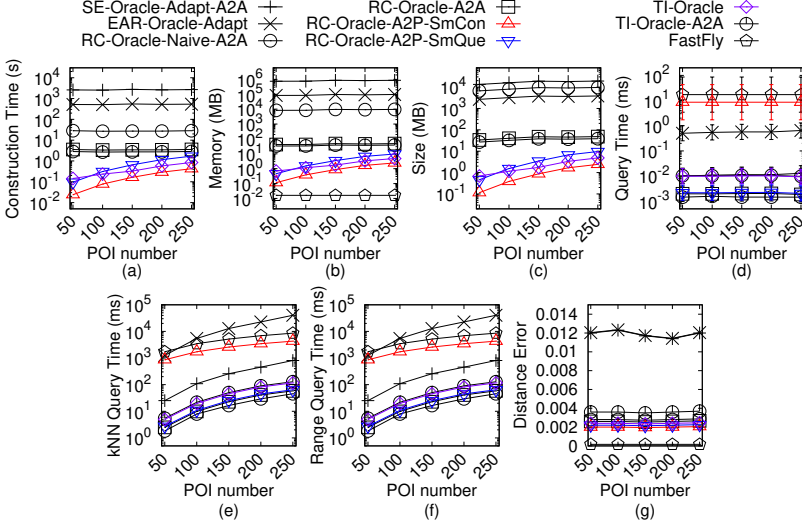 SE-Oracle-Adapt-A2A RC-Oracle-A2A TI-Oracle
EAR-Oracle-Adapt RC-Oracle-A2P-SmCon TI-Oracle-A2A
RC-Oracle-Naive-A2A RC-Oracle-A2P-SmQue FastFly
Construction Time (s)
10^4
10^3
10^2
10^1
10^0
10^-1
10^-2
50 100 150 200 250
POI number
(a)
Memory (MB)
10^6
10^5
10^4
10^3
10^2
10^1
10^0
10^-1
10^-2
50 100 150 200 250
POI number
(b)
Size (MB)
10^4
10^3
10^2
10^1
10^0
10^-1
50 100 150 200 250
POI number
(c)
Query Time (ms)
10^2
10^1
10^0
10^-1
10^-2
10^-3
50 100 150 200 250
POI number
(d)
kNN Query Time (ms)
10^5
10^4
10^3
10^2
10^1
10^0
50 100 150 200 250
POI number
(e)
Range Query Time (ms)
10^5
10^4
10^3
10^2
10^1
10^0
50 100 150 200 250
POI number
(f)
Distance Error
0.014
0.012
0.01
0.008
0.006
0.004
0.002
0
50 100 150 200 250
POI number
(g)